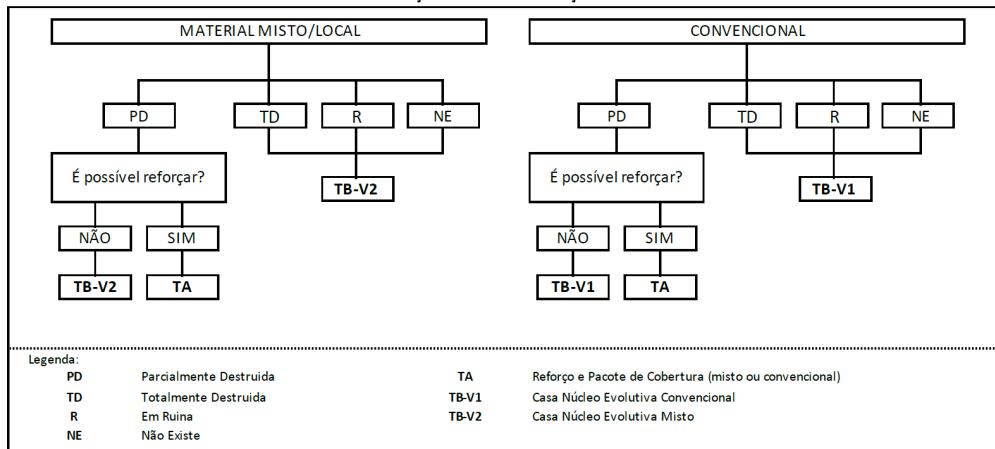 MATERIAL MISTO/LOCAL CONVENCIONAL
PD TD R NE PD TD R NE
É possível reforçar? É possível reforçar?
TB-V2 TB-V1
NÃO SIM NÃO SIM
TB-V2 TA TB-V1 TA
Legenda:
PD Parcialmente Destruida TA Reforço e Pacote de Cobertura (misto ou convencional)
TD Totalmente Destruida TB-V1 Casa Núcleo Evolutiva Convencional
R Em Ruina TB-V2 Casa Núcleo Evolutiva Misto
NE Não Existe